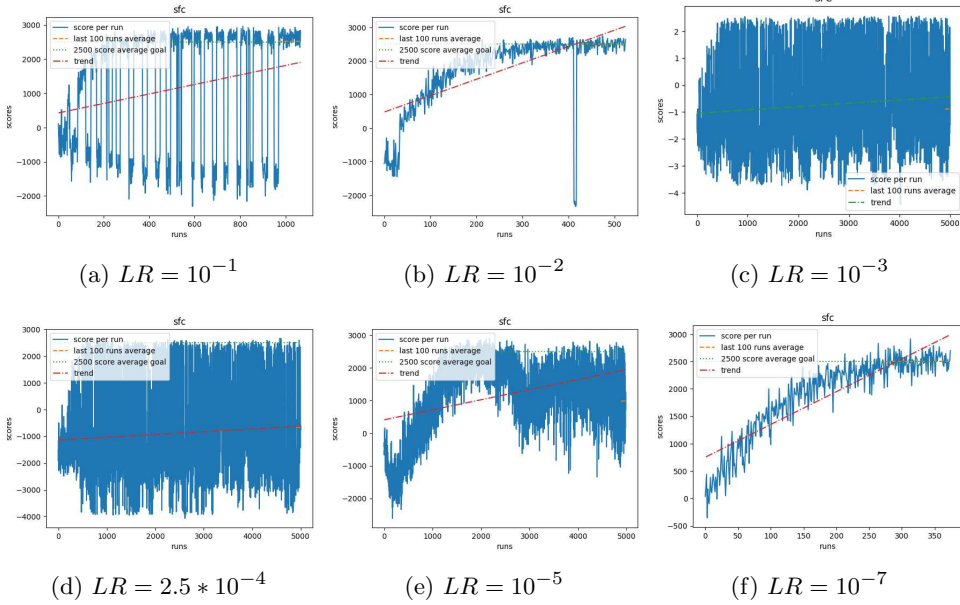 sfc
score per run
last 100 runs average
2500 score average goal
trend
scores
3000
2000
1000
0
−1000
−2000
0
200
400
600
800
1000
runs
(a) LR = 10⁻¹
sfc
score per run
last 100 runs average
2500 score average goal
trend
scores
3000
2000
1000
0
−1000
−2000
0
100
200
300
400
500
runs
(b) LR = 10⁻²
sfc
score per run
last 100 runs average
trend
scores
2
1
0
−1
−2
−3
−4
0
1000
2000
3000
4000
5000
runs
(c) LR = 10⁻³
sfc
score per run
last 100 runs average
2500 score average goal
trend
scores
3000
2000
1000
0
−1000
−2000
−3000
−4000
0
1000
2000
3000
4000
5000
runs
(d) LR = 2.5 * 10⁻⁴
sfc
score per run
last 100 runs average
2500 score average goal
trend
scores
3000
2000
1000
0
−1000
−2000
0
1000
2000
3000
4000
5000
runs
(e) LR = 10⁻⁵
sfc
score per run
last 100 runs average
2500 score average goal
trend
scores
3000
2500
2000
1500
1000
500
0
−500
0
50
100
150
200
250
300
350
runs
(f) LR = 10⁻⁷